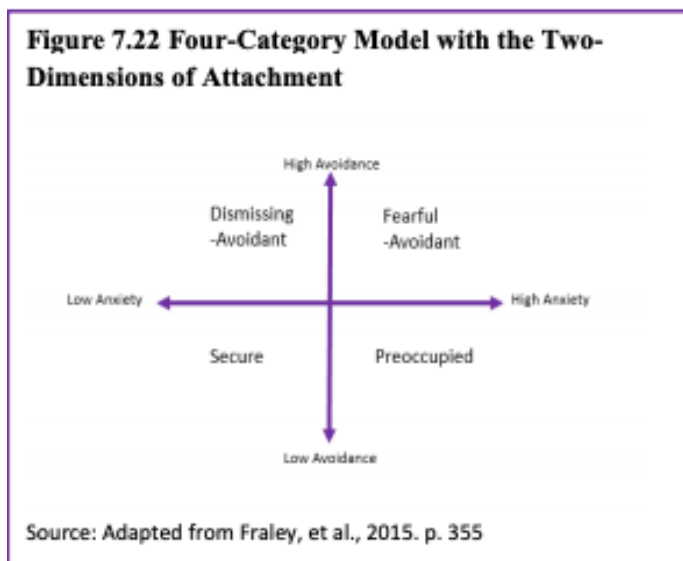 Figure 7.22 Four-Category Model with the Two-
Dimensions of Attachment
High Avoidance
Dismissing
-Avoidant
Fearful
-Avoidant
Low Anxiety
High Anxiety
Secure
Preoccupied
Low Avoidance
Source: Adapted from Fraley, et al., 2015. p. 355